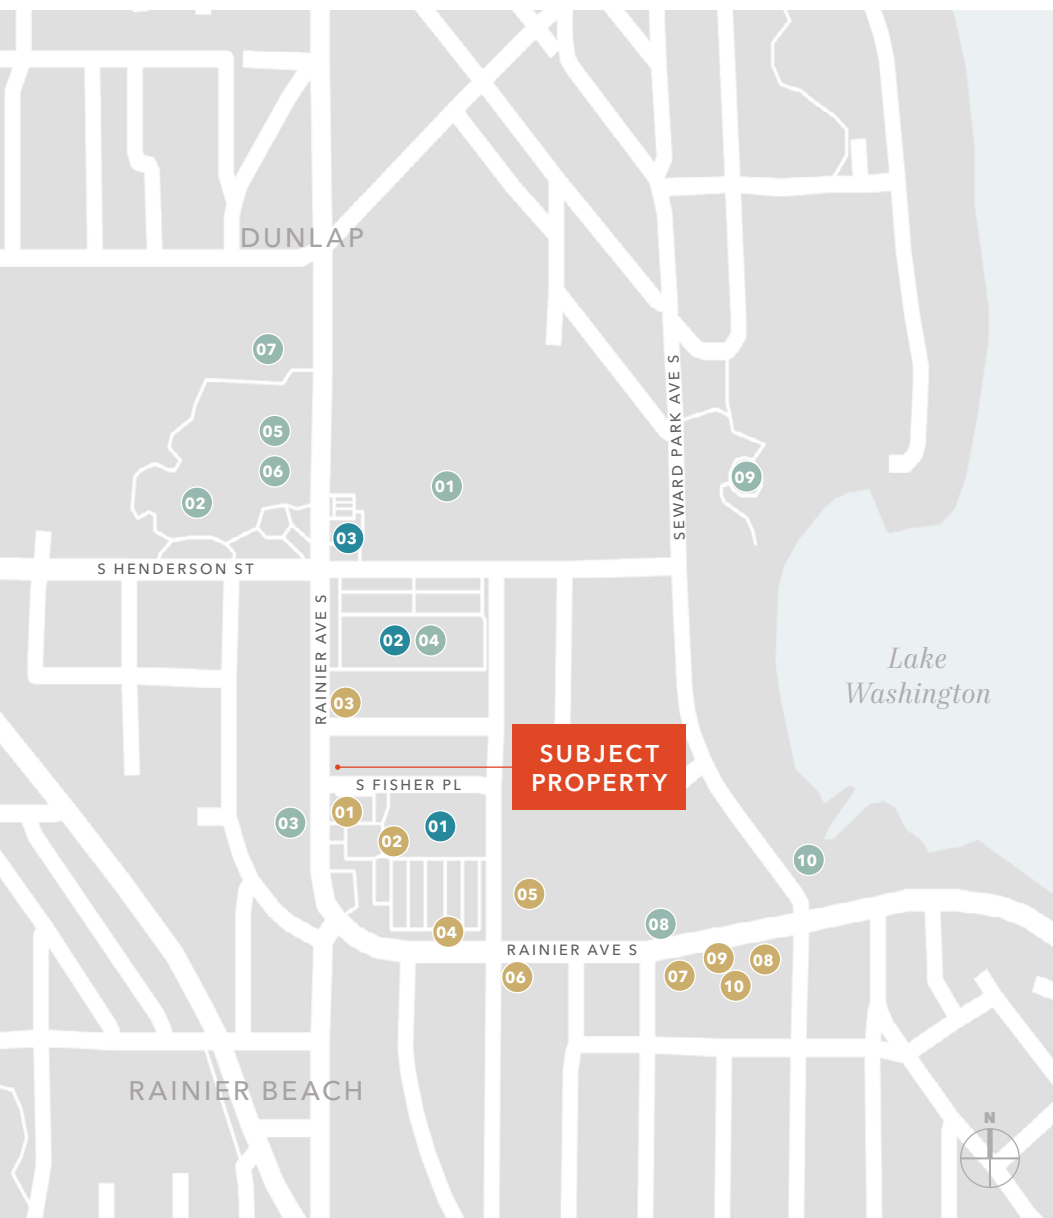 DUNLAP
07
05
06
02
01
09
SEWARD PARK AVE S
03
S HENDERSON ST
RAINIER AVE S
02
04
03
Lake
Washington
SUBJECT
PROPERTY
S FISHER PL
01
03
02
01
10
05
04
08
RAINIER AVE S
06
07
09
08
10
RAINIER BEACH
N